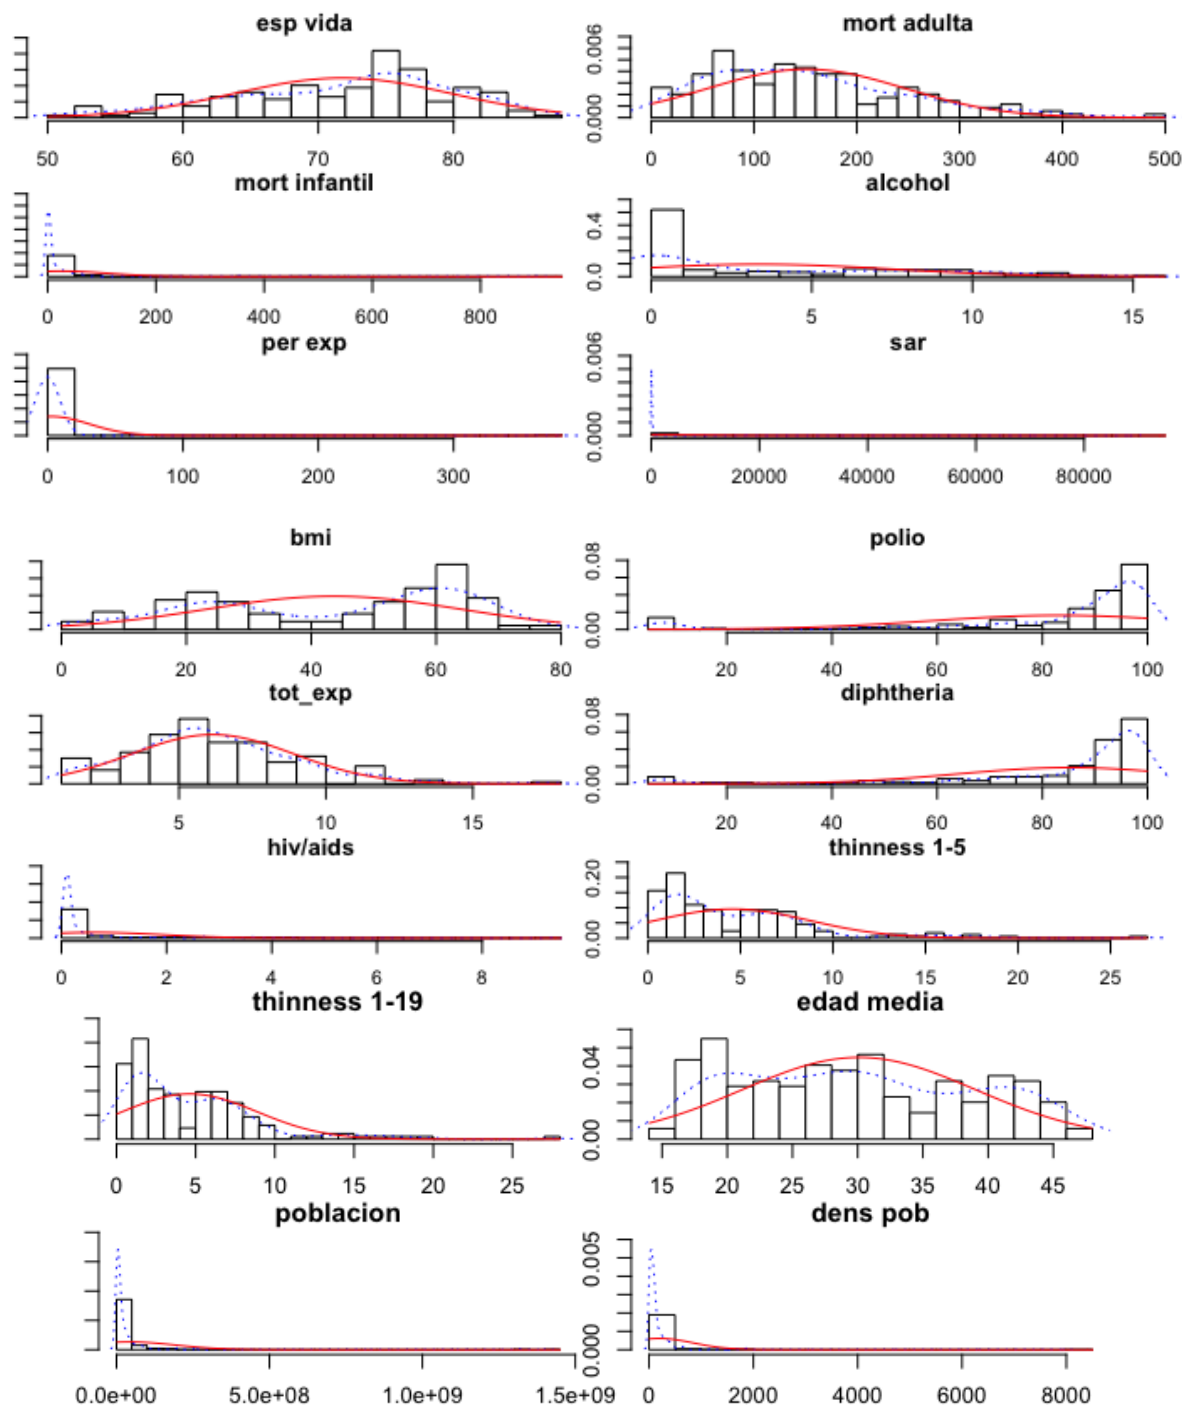 esp vida
mort adulta
0.006
0.000
50 60 70 80
0 100 200 300 400 500
mort infantil
alcohol
0.4
0.0
0 200 400 600 800
0 5 10 15
per exp
sar
0.006
0.000
0 100 200 300
0 20000 40000 60000 80000
bmi
polio
0.08
0.00
0 20 40 60 80
20 40 60 80 100
tot_exp
diphtheria
0.08
0.00
5 10 15
20 40 60 80 100
hiv/aids
thinness 1-5
0.20
0.00
0 2 4 6 8
0 5 10 15 20 25
thinness 1-19
edad media
0.04
0.00
0 5 10 15 20 25
15 20 25 30 35 40 45
poblacion
dens pob
0.005
0.000
0.0e+00 5.0e+08 1.0e+09 1.5e+09
0 2000 4000 6000 8000